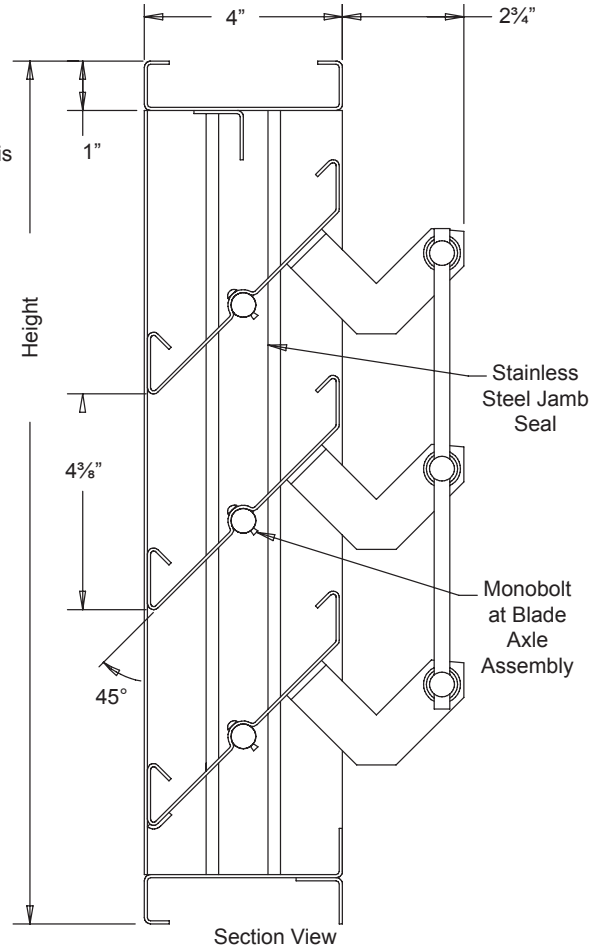 4”
2¾”
is
1”
Height
Stainless
Steel Jamb
Seal
4⅜”
Monobolt
at Blade
Axle
Assembly
45°
Section View